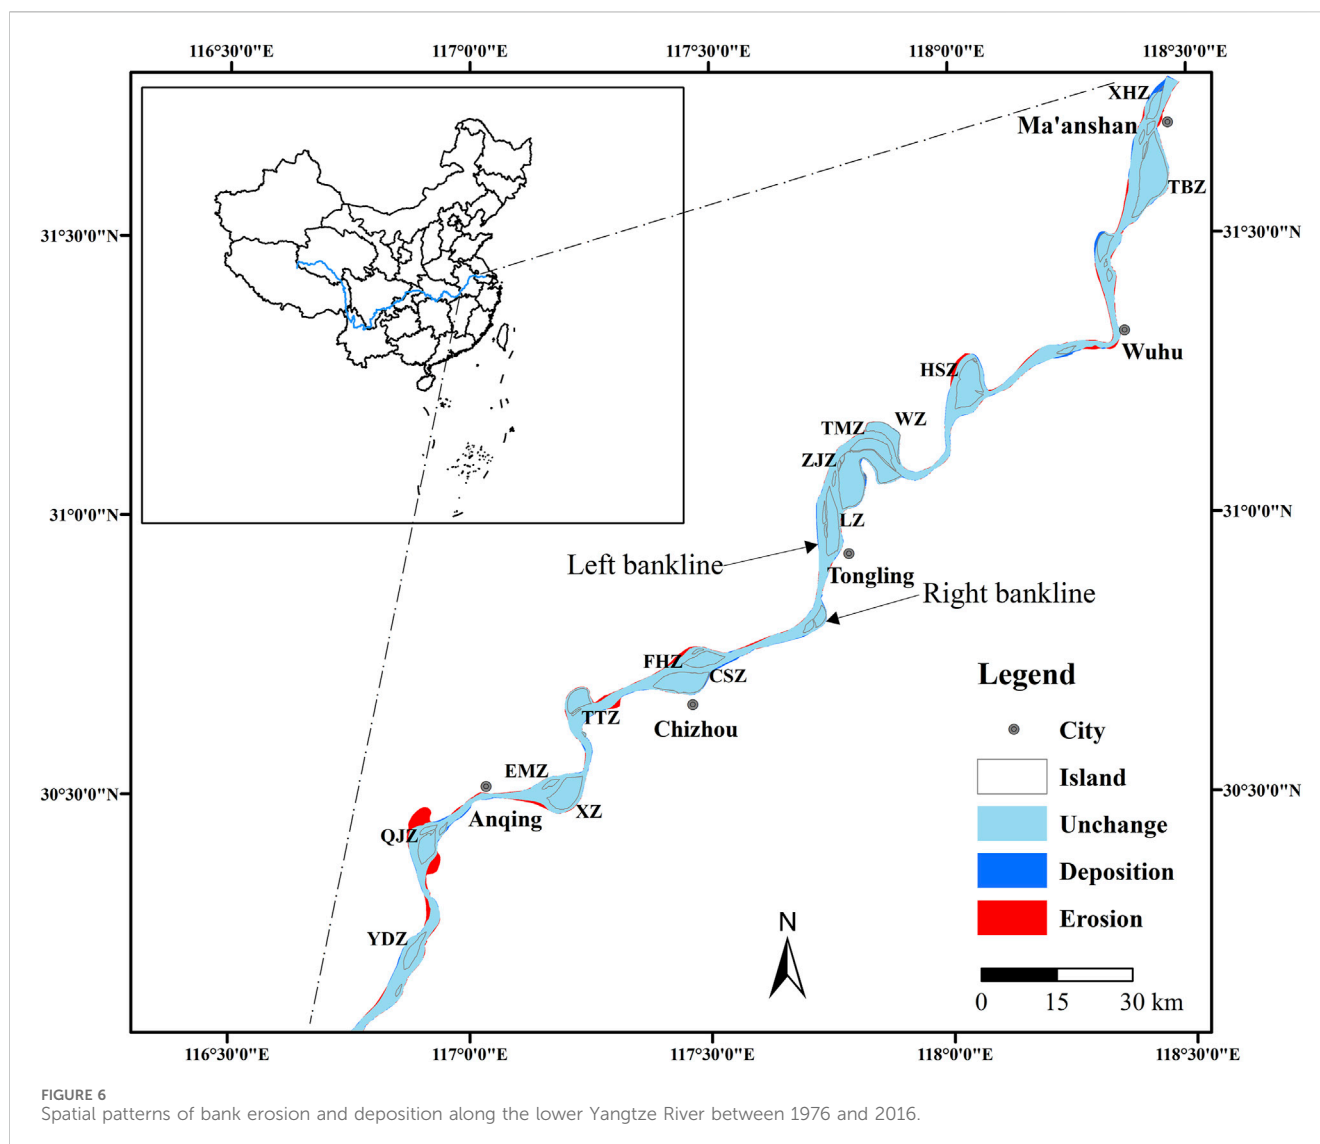 116°30'0"E
117°0'0"E
117°30'0"E
118°0'0"E
118°30'0"E
XHZ
Ma'anshan
TBZ
31°30'0"N
31°30'0"N
Wuhu
HSZ
WZ
TMZ
ZJZ
31°0'0"N
31°0'0"N
LZ
Left bankline
Tongling
Right bankline
FHZ
CSZ
Legend
TTZ
Chizhou
City
EMZ
Island
30°30'0"N
30°30'0"N
XZ
Anqing
QJZ
Unchange
Deposition
Erosion
N
YDZ
0 15 30 km
116°30'0"E
117°0'0"E
117°30'0"E
118°0'0"E
118°30'0"E
FIGURE 6
Spatial patterns of bank erosion and deposition along the lower Yangtze River between 1976 and 2016.